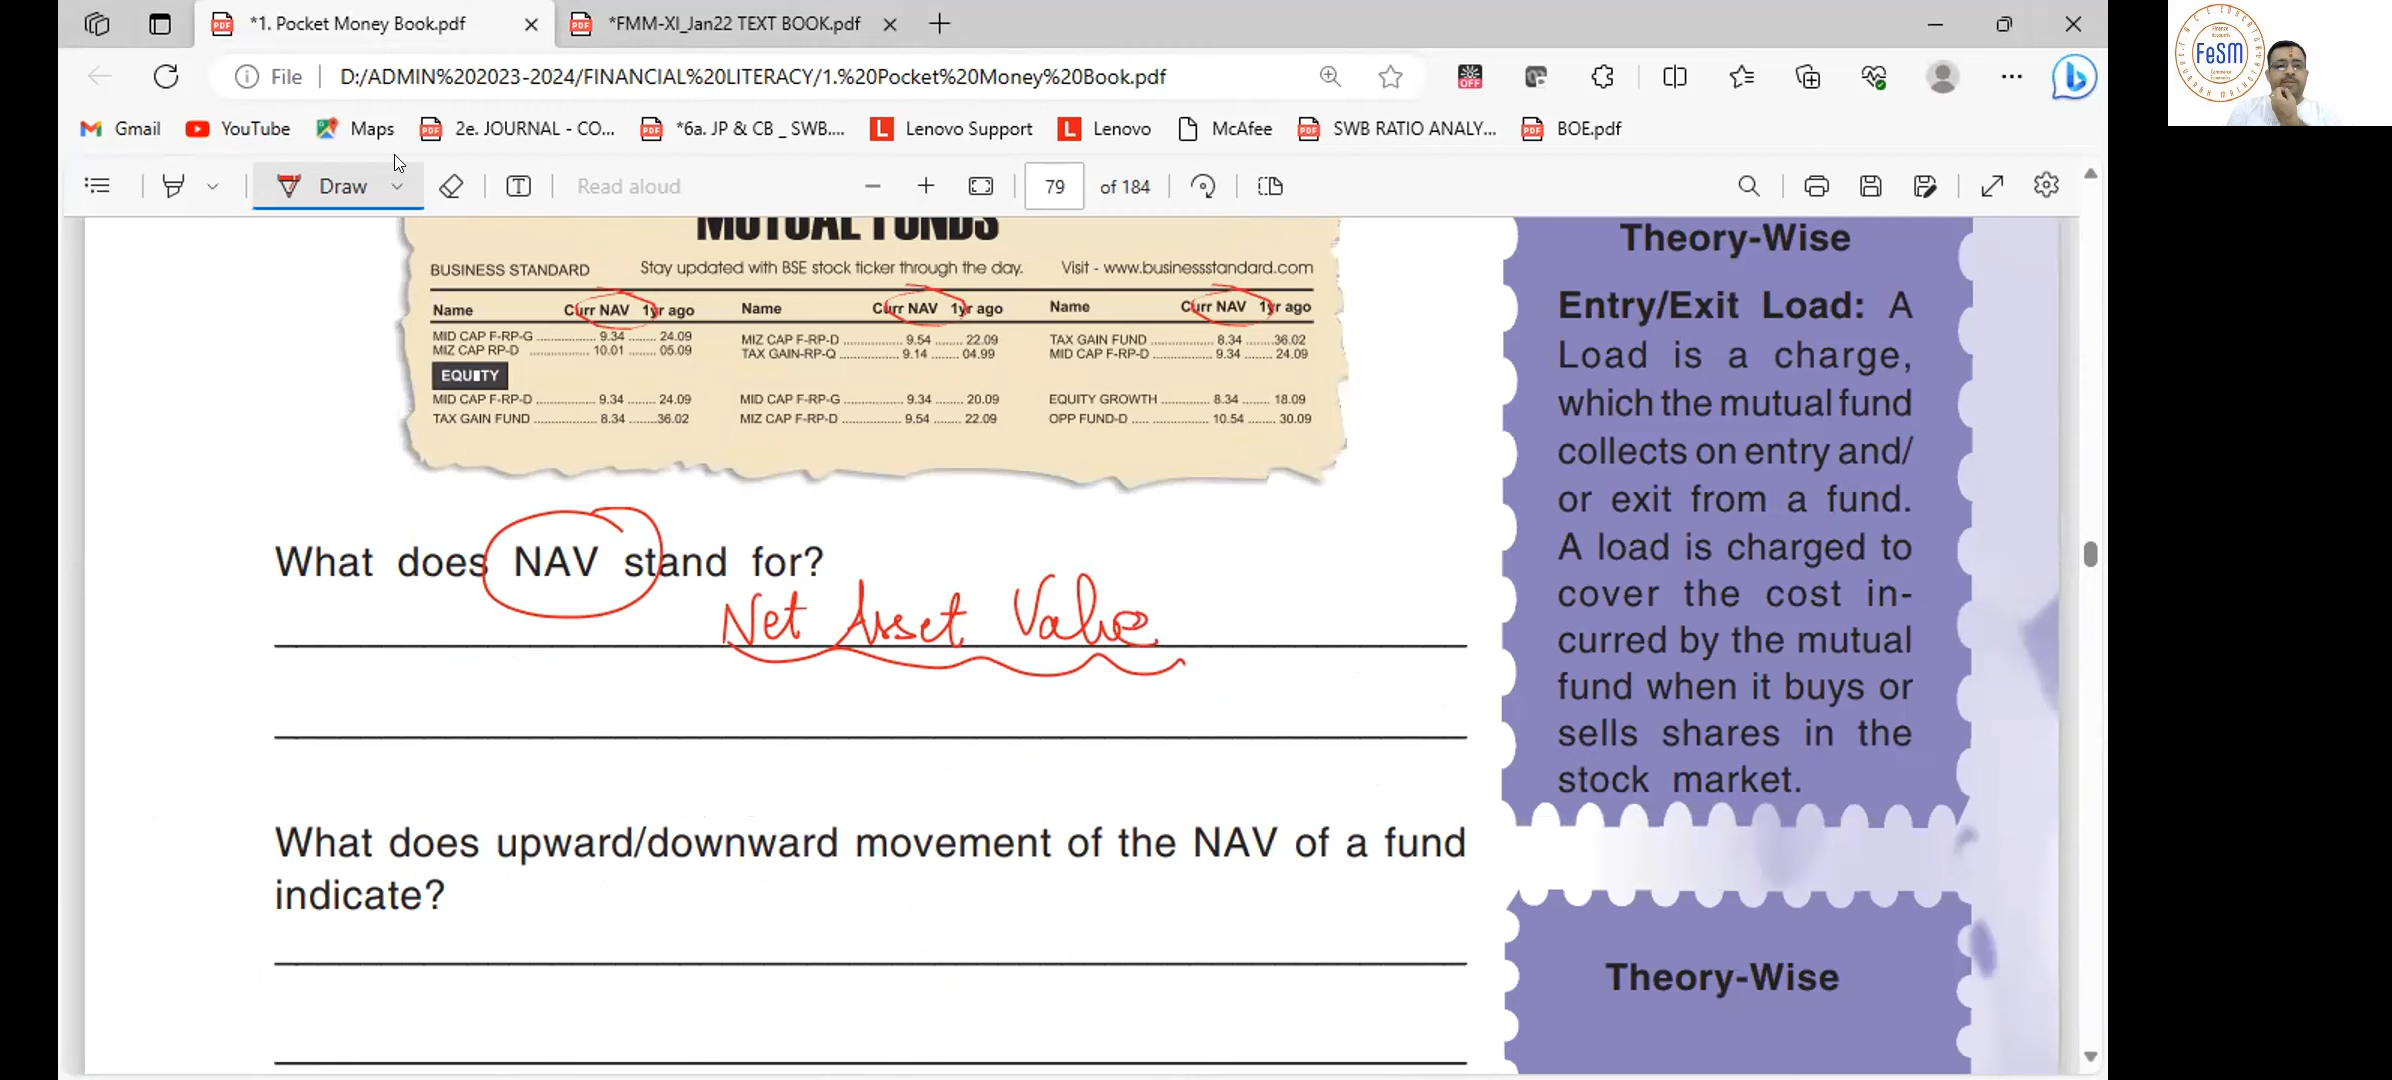 *1. Pocket Money Book.pdf
*FMM-XI_Jan22 TEXT BOOK.pdf
File
D:/ADMIN%202023-2024/FINANCIAL%20LITERACY/1.%20Pocket%20Money%20Book.pdf
Gmail
YouTube
Maps
2e. JOURNAL - CO...
*6a. JP & CB _ SWB....
Lenovo Support
Lenovo
McAfee
SWB RATIO ANALY...
BOE.pdf
Draw
Read aloud
79 of 184
MUTUAL FUNDS
BUSINESS STANDARD Stay updated with BSE stock ticker through the day. Visit - www.businessstandard.com
Name Curr NAV 1yr ago Name Curr NAV 1yr ago Name Curr NAV 1yr ago
MID CAP F-RP-G .................... 9.34 ........ 24.09 MIZ CAP F-RP-D .................... 9.54 ........ 22.09 TAX GAIN FUND .................... 8.34 ........36.02
MIZ CAP RP-D .................... 10.01 ........ 05.09 TAX GAIN-RP-Q .................... 9.14 ........ 04.99 MID CAP F-RP-D .................... 9.34 ........ 24.09
EQUITY
MID CAP F-RP-D .................... 9.34 ........ 24.09 MID CAP F-RP-G .................... 9.34 ........ 20.09 EQUITY GROWTH .................... 8.34 ........ 18.09
TAX GAIN FUND .................... 8.34 ........36.02 MIZ CAP F-RP-D .................... 9.54 ........ 22.09 OPP FUND-D ..... .................... 10.54 ........ 30.09
What does NAV stand for?
Net Asset Value
What does upward/downward movement of the NAV of a fund
indicate?
Theory-Wise
Entry/Exit Load: A
Load is a charge,
which the mutual fund
collects on entry and/
or exit from a fund.
A load is charged to
cover the cost in-
curred by the mutual
fund when it buys or
sells shares in the
stock market.
Theory-Wise
FeSM